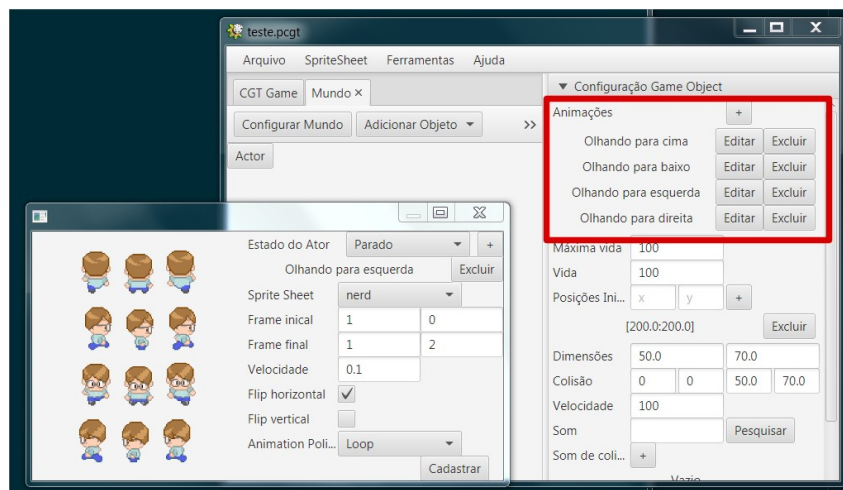 teste.pcgt
Arquivo SpriteSheet Ferramentas Ajuda
CGT Game Mundo ×
Configurar Mundo Adicionar Objeto >>
Actor
Configuração Game Object
Animações +
Olhando para cima Editar Excluir
Olhando para baixo Editar Excluir
Olhando para esquerda Editar Excluir
Olhando para direita Editar Excluir
Máxima vida 100
Vida 100
Posições Ini... x y +
[200.0:200.0] Excluir
Dimensões 50.0 70.0
Colisão 0 0 50.0 70.0
Velocidade 100
Som Pesquisar
Som de coli... +
Vazio
Estado do Ator Parado +
Olhando para esquerda Excluir
Sprite Sheet nerd
Frame inical 1 0
Frame final 1 2
Velocidade 0.1
Flip horizontal
Flip vertical
Animation Poli... Loop
Cadastrar